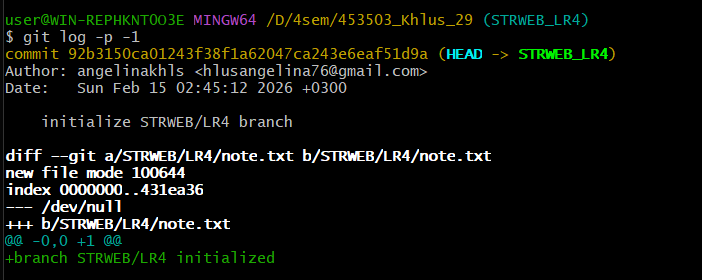 user@WIN-REPHKNTOO3E MINGW64 /D/4sem/453503_Khlus_29 (STRWEB_LR4)
$ git log -p -1
commit 92b3150ca01243f38f1a62047ca243e6eaf51d9a (HEAD -> STRWEB_LR4)
Author: angelinakhls <hlusangelina76@gmail.com>
Date:   Sun Feb 15 02:45:12 2026 +0300

    initialize STRWEB/LR4 branch

diff --git a/STRWEB/LR4/note.txt b/STRWEB/LR4/note.txt
new file mode 100644
index 0000000..431ea36
--- /dev/null
+++ b/STRWEB/LR4/note.txt
@@ -0,0 +1 @@
+branch STRWEB/LR4 initialized